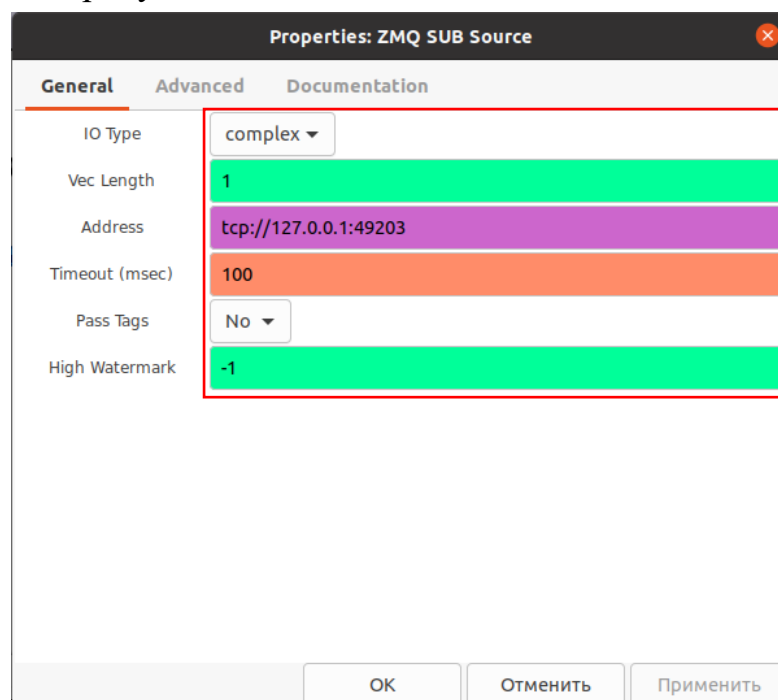 Properties: ZMQ SUB Source
General Advanced Documentation
IO Type complex
Vec Length 1
Address tcp://127.0.0.1:49203
Timeout (msec) 100
Pass Tags No
High Watermark -1
OK Отменить Применить